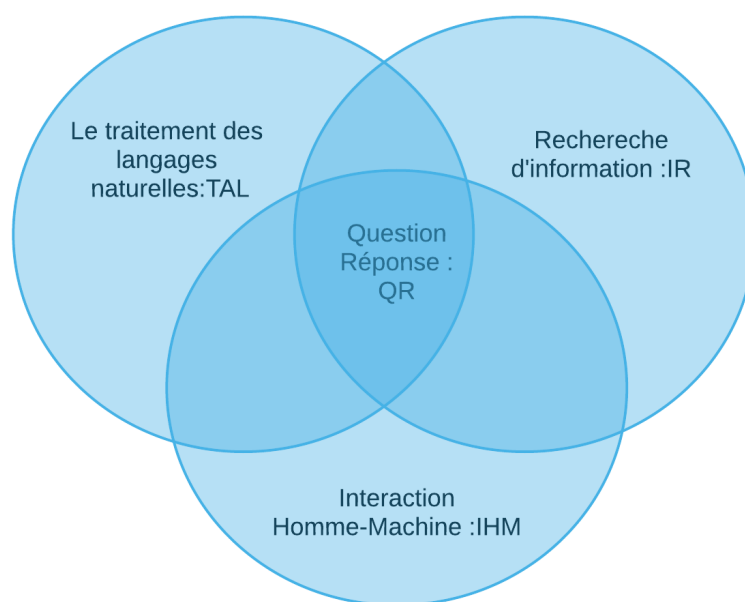 Le traitement des
langages
naturelles:TAL
Rechereche
d'information :IR
Question
Réponse :
QR
Interaction
Homme-Machine :IHM